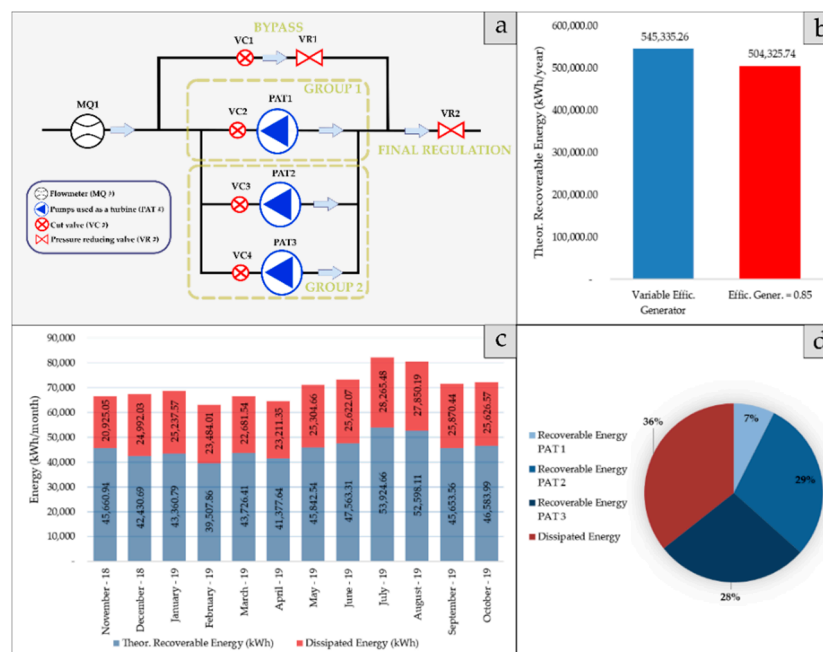 a
BYPASS
VC1
VR1
GROUP 1
MQ1
VC2
PAT1
VR2
FINAL REGULATION
PAT2
VC3
PAT3
VC4
GROUP 2
Flowmeter (MQ
Pumps used as a turbine (PAT
Cut valve (VC
Pressure reducing valve (VR
b
Theor. Recoverable Energy (kWh/year)
600,000.00
500,000.00
400,000.00
300,000.00
200,000.00
100,000.00
-
545,335.26
504,325.74
Variable Effic.
Generator
Effic. Gener. = 0.85
c
Energy (kWh/month)
90,000
80,000
70,000
60,000
50,000
40,000
30,000
20,000
10,000
-
20,925.05
24,992.03
25,237.57
23,484.01
22,681.54
23,211.35
25,304.66
25,622.07
28,265.48
27,850.19
25,870.44
25,626.57
45,660.94
42,430.69
43,360.79
39,507.86
43,726.41
41,377.64
45,842.54
47,563.31
53,924.66
52,598.11
45,653.56
46,583.99
November - 18
December - 18
January - 19
February - 19
March - 19
April - 19
May - 19
June - 19
July - 19
August - 19
September - 19
October - 19
Theor. Recoverable Energy (kWh)
Dissipated Energy (kWh)
d
Recoverable Energy
PAT 1
Recoverable Energy
PAT 2
Recoverable Energy
PAT 3
Dissipated Energy
36%
7%
29%
28%